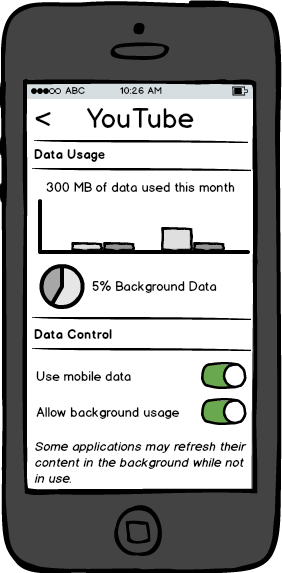 ABC 10:26 AM
< YouTube
Data Usage
300 MB of data used this month
5% Background Data
Data Control
Use mobile data
Allow background usage
Some applications may refresh their
content in the background while not
in use.